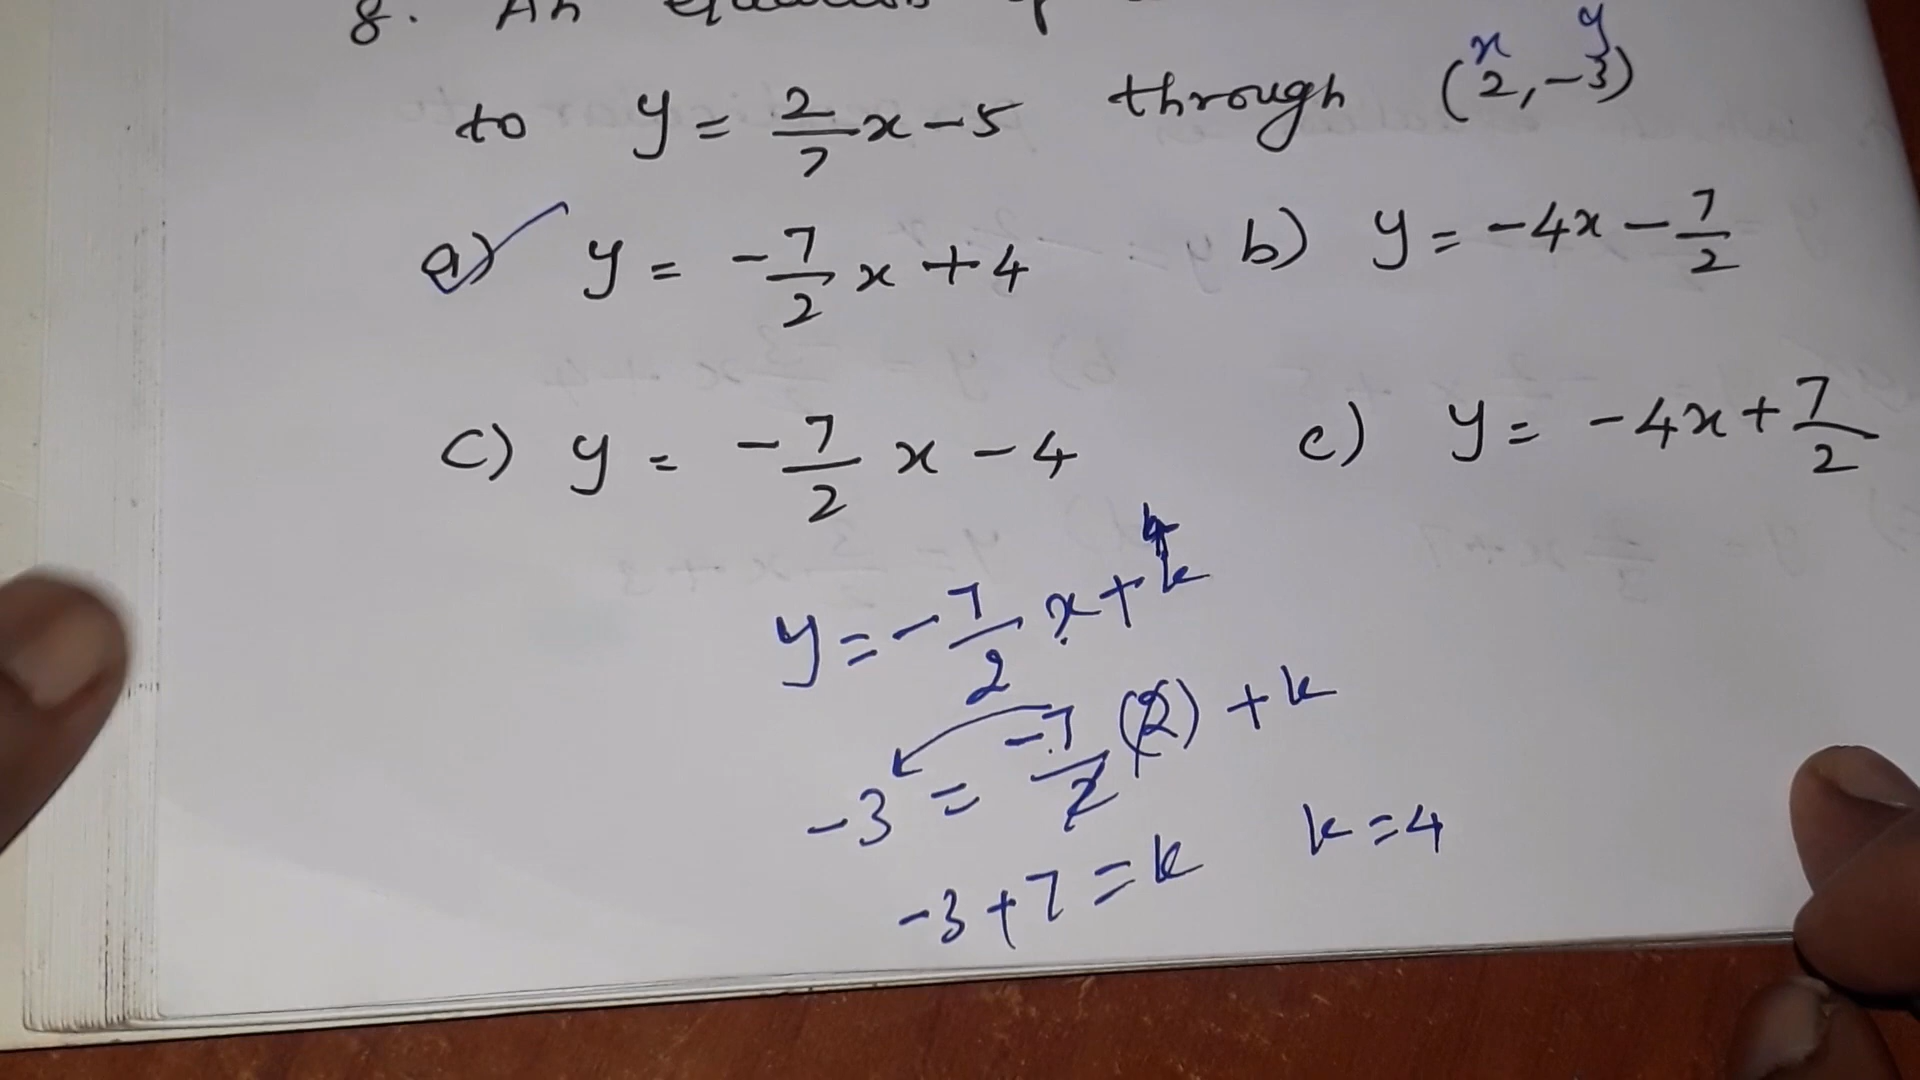 8. An
to y = 2/7 x - 5 through (2, -3)
x y
a) y = -7/2 x + 4 b) y = -4x - 7/2
c) y = -7/2 x - 4 e) y = -4x + 7/2
4
y = -7/2 x + k
-3 = -7/2 (2) + k
-3 + 7 = k k = 4